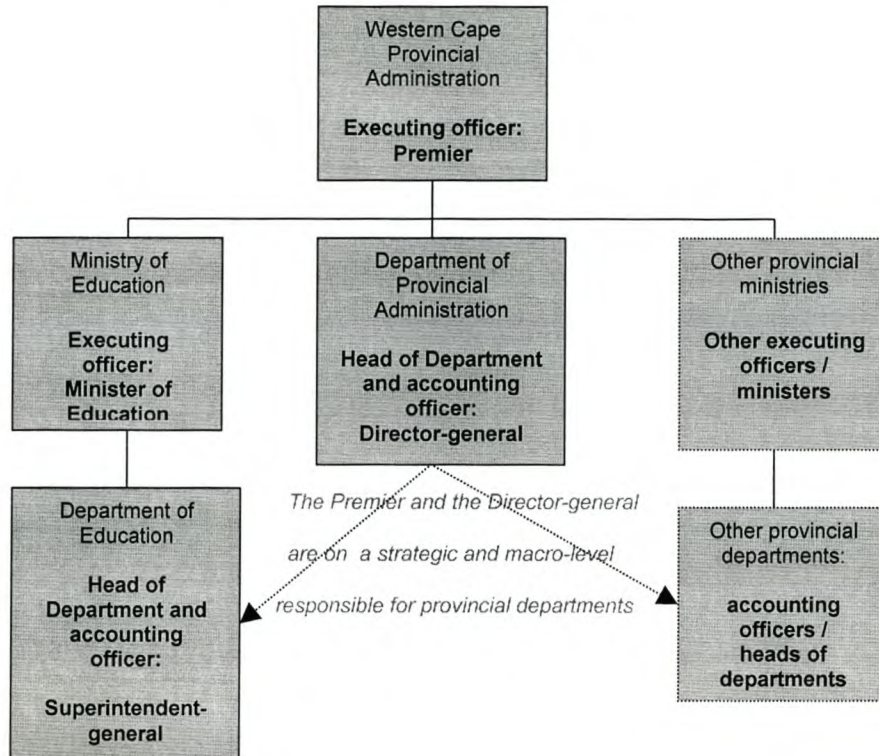 Western Cape
Provincial
Administration
Executing officer:
Premier
Ministry of
Education
Executing
officer:
Minister of
Education
Department of
Provincial
Administration
Head of Department
and accounting
officer:
Director-general
Other provincial
ministries
Other executing
officers /
ministers
The Premier and the Director-general
are on a strategic and macro-level
responsible for provincial departments
Department of
Education
Head of
Department and
accounting
officer:
Superintendent-
general
Other provincial
departments:
accounting
officers /
heads of
departments